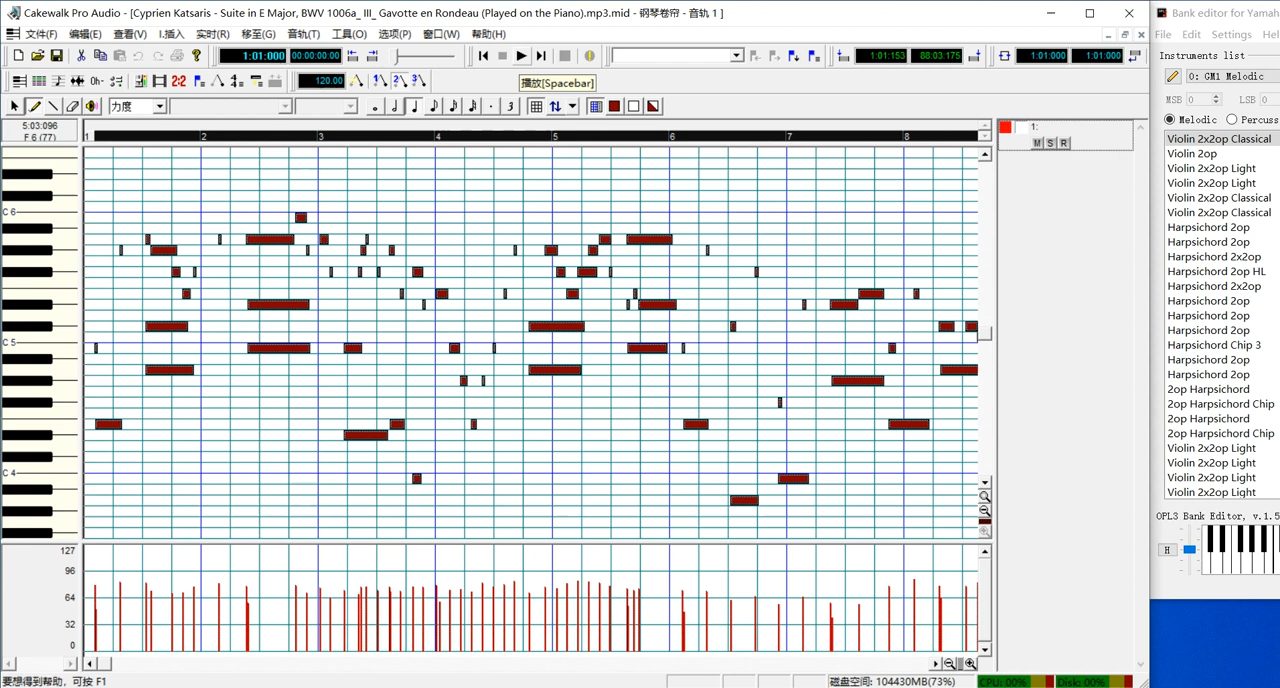 Cakewalk Pro Audio - [Cyprien Katsaris - Suite in E Major, BWV 1006a_ III_ Gavotte en Rondeau (Played on the Piano).mp3.mid - 钢琴卷帘 - 音轨 1 ]
文件(F) 编辑(E) 查看(V) I.插入 实时(R) 移至(G) 音轨(T) 工具(O) 选项(P) 窗口(W) 帮助(H)
1:01:000 00:00:00:00 1:01:153 88:03:175 1:01:000 1:01:000
2:2 120.00 1 2 3
播放[Spacebar]
力度 3
5:03:096
F 6 (77)
1 2 3 4 5 6 7 8
1:
M S R
C 6
C 5
C 4
127
96
64
32
0
要想得到帮助，可按 F1
磁盘空间: 104430MB(73%)
CPU: 00% Disk: 00%
Bank editor for Yamah
File Edit Settings Hel
Instruments list
0: GM1 Melodic
MSB 0 LSB 0
Melodic Percuss
Violin 2x2op Classical
Violin 2op
Violin 2x2op Light
Violin 2x2op Light
Violin 2x2op Classical
Violin 2x2op Classical
Harpsichord 2op
Harpsichord 2op
Harpsichord 2x2op
Harpsichord 2op HL
Harpsichord 2x2op
Harpsichord 2op
Harpsichord 2op
Harpsichord 2op
Harpsichord Chip 3
Harpsichord 2op
Harpsichord 2op
2op Harpsichord
2op Harpsichord Chip
2op Harpsichord
2op Harpsichord Chip
Violin 2x2op Light
Violin 2x2op Light
Violin 2x2op Light
Violin 2x2op Light
OPL3 Bank Editor, v.1.5
H